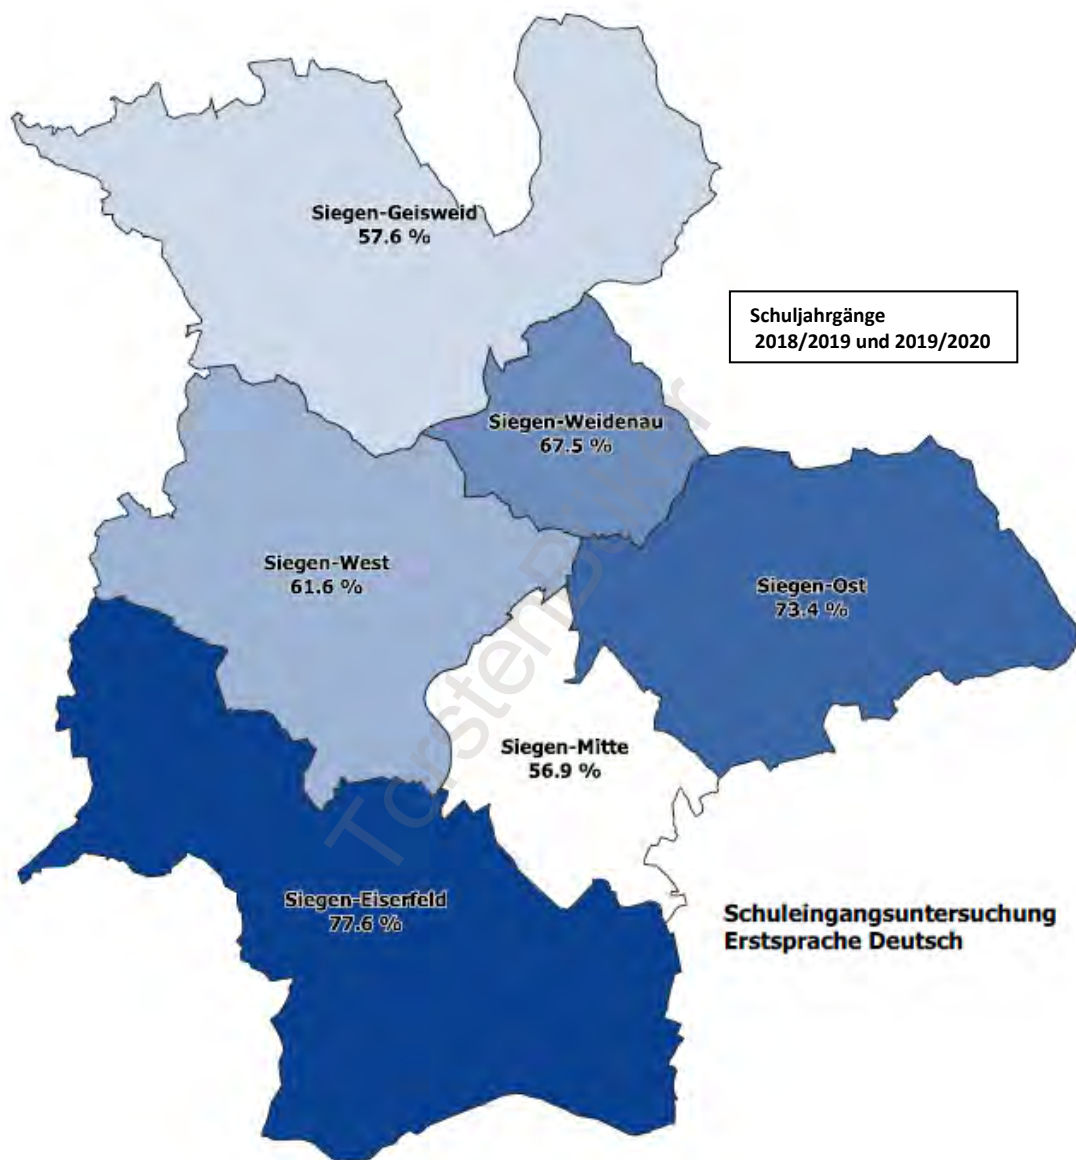 Siegen-Geisweid
57.6 %
Schuljahrgänge
2018/2019 und 2019/2020
Siegen-Weidenau
67.5 %
Siegen-West
61.6 %
Siegen-Ost
73.4 %
Siegen-Mitte
56.9 %
Siegen-Eiserfeld
77.6 %
Schuleingangsuntersuchung
Erstsprache Deutsch